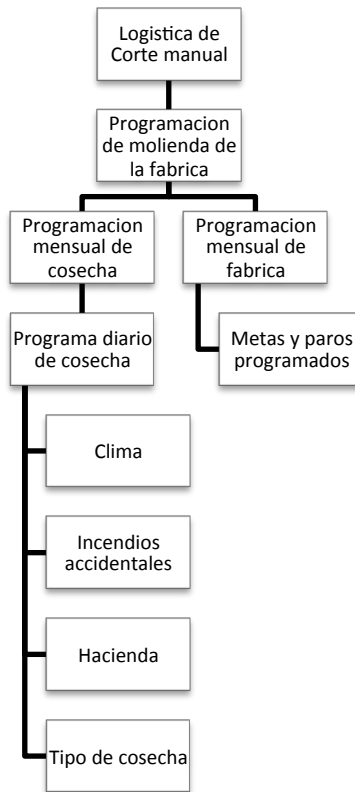 Logistica de
Corte manual
Programacion
de molienda de
la fabrica
Programacion
mensual de
cosecha
Programacion
mensual de
fabrica
Programa diario
de cosecha
Metas y paros
programados
Clima
Incendios
accidentales
Hacienda
Tipo de cosecha